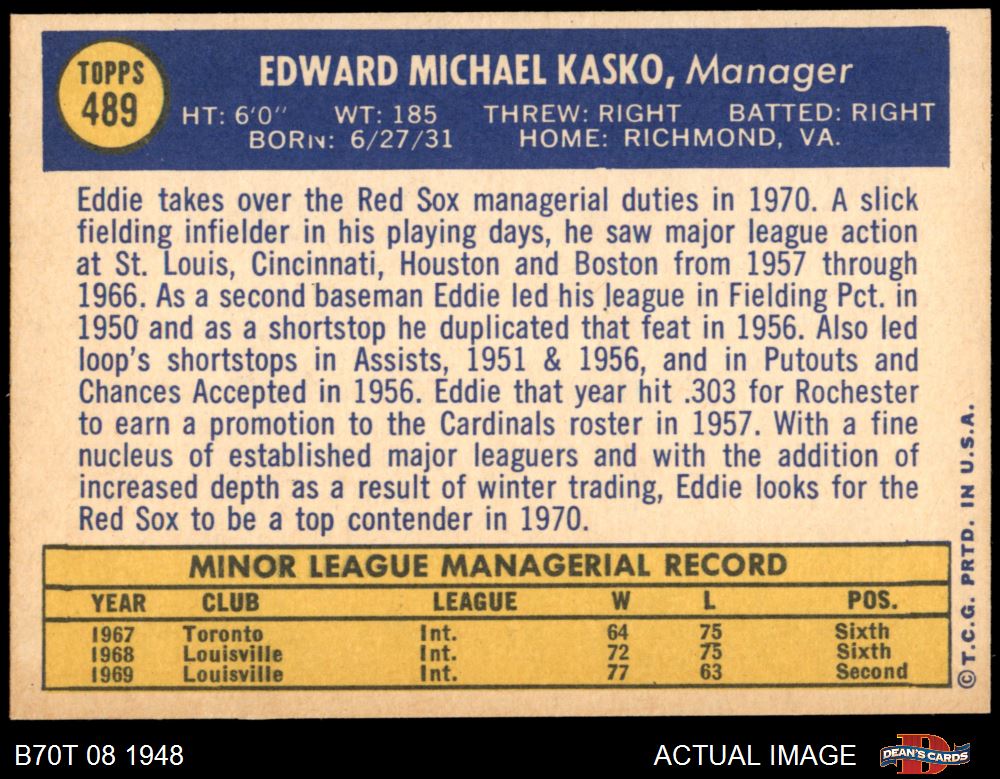 TOPPS
489
EDWARD MICHAEL KASKO, Manager
HT: 6'0" WT: 185 THREW: RIGHT BATTED: RIGHT
BORN: 6/27/31 HOME: RICHMOND, VA.
Eddie takes over the Red Sox managerial duties in 1970. A slick
fielding infielder in his playing days, he saw major league action
at St. Louis, Cincinnati, Houston and Boston from 1957 through
1966. As a second baseman Eddie led his league in Fielding Pct. in
1950 and as a shortstop he duplicated that feat in 1956. Also led
loop's shortstops in Assists, 1951 & 1956, and in Putouts and
Chances Accepted in 1956. Eddie that year hit .303 for Rochester
to earn a promotion to the Cardinals roster in 1957. With a fine
nucleus of established major leaguers and with the addition of
increased depth as a result of winter trading, Eddie looks for the
Red Sox to be a top contender in 1970.
MINOR LEAGUE MANAGERIAL RECORD
YEAR CLUB LEAGUE W L POS.
1967 Toronto Int. 64 75 Sixth
1968 Louisville Int. 72 75 Sixth
1969 Louisville Int. 77 63 Second
©T.C.G. PRTD. IN U.S.A.
B70T 08 1948 ACTUAL IMAGE DEAN'S CARDS